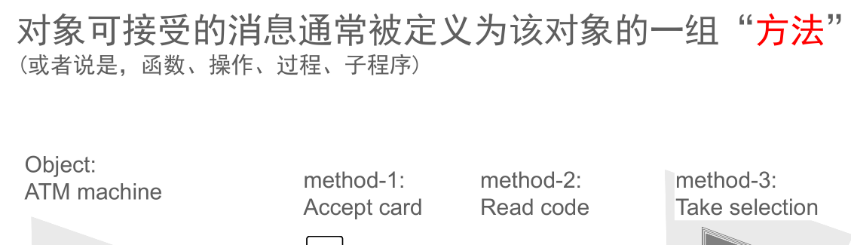 对象可接受的消息通常被定义为该对象的一组“方法”
(或者说是，函数、操作、过程、子程序)
Object:
ATM machine
method-1:
Accept card
method-2:
Read code
method-3:
Take selection